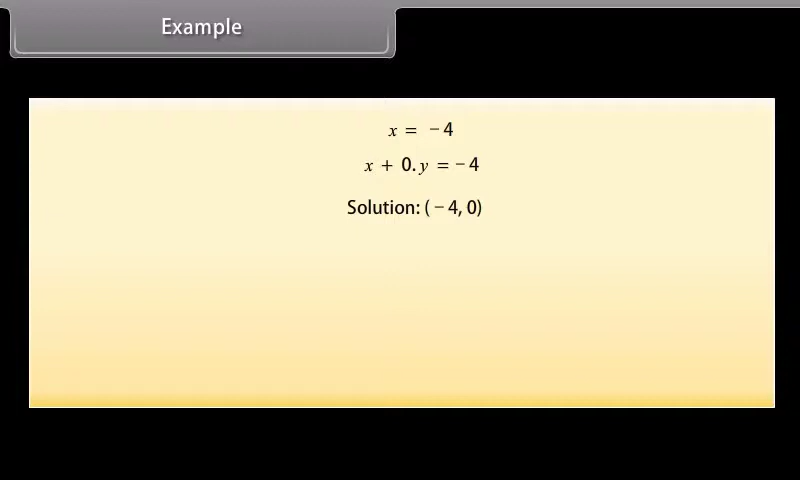 Example
x = −4
x + 0.y = −4
Solution: (−4, 0)